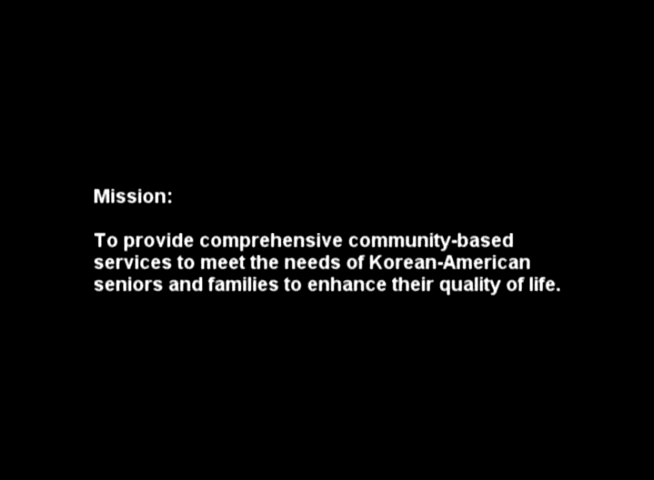 Mission:
To provide comprehensive community-based
services to meet the needs of Korean-American
seniors and families to enhance their quality of life.